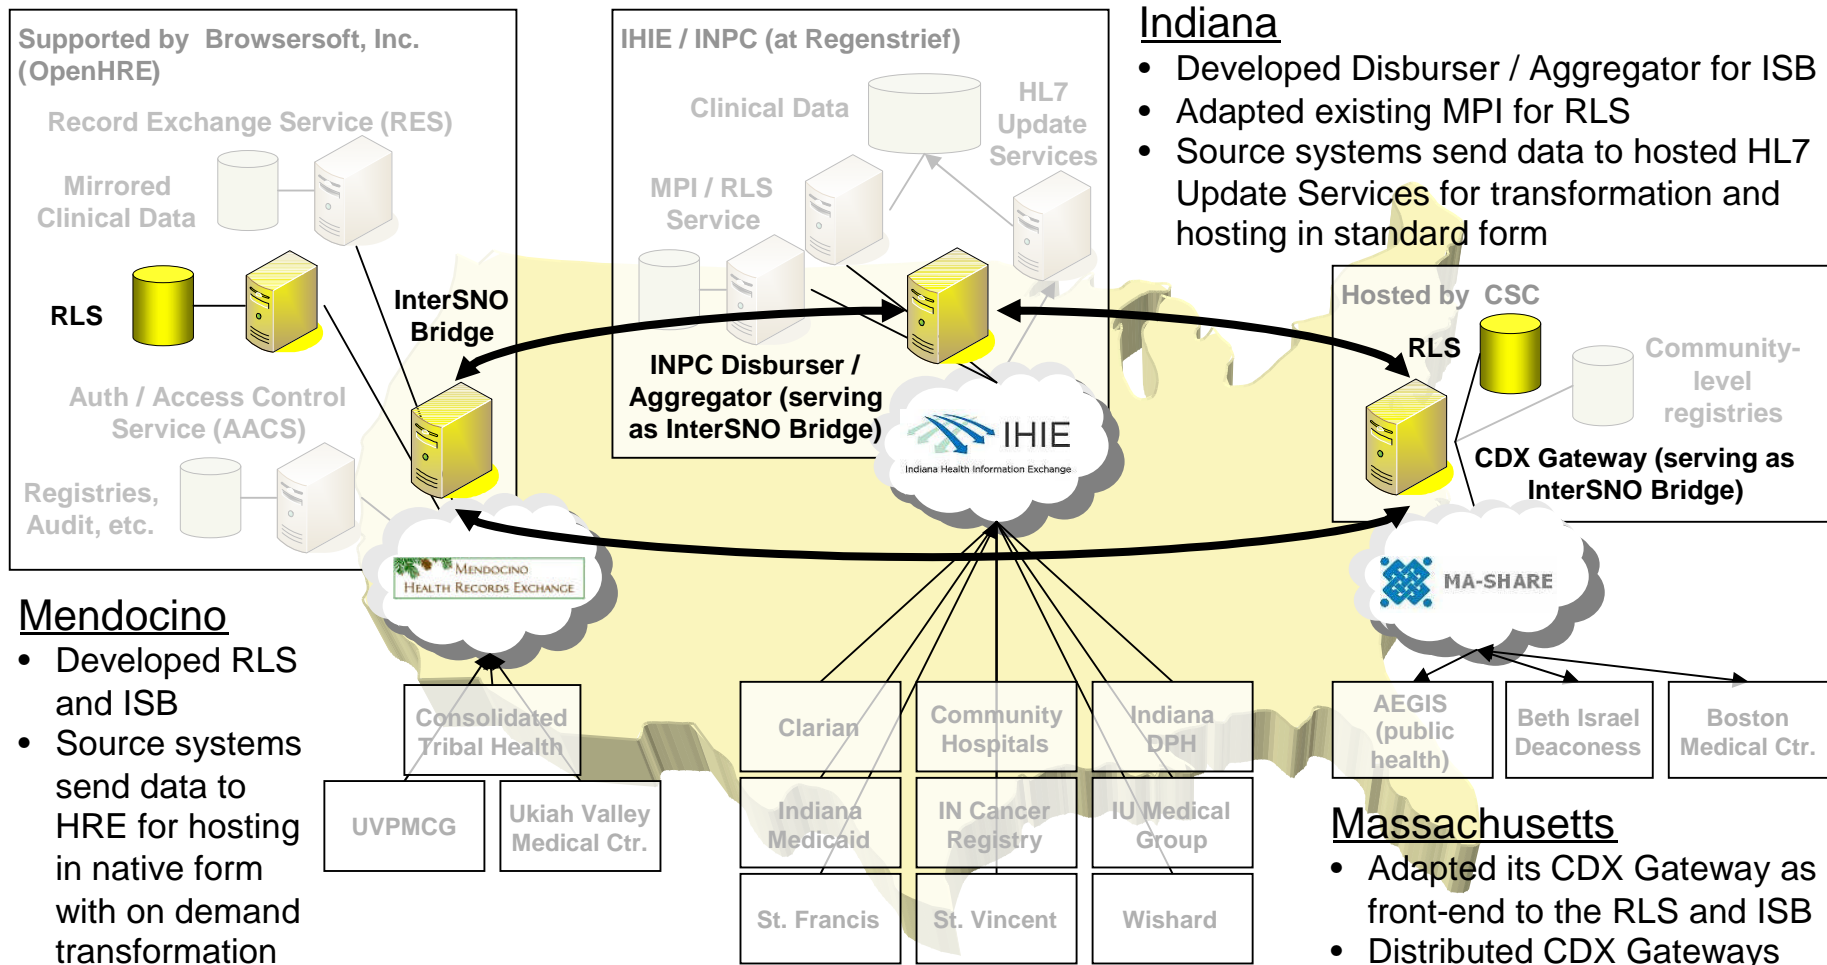 Supported by Browsersoft, Inc.
(OpenHRE)
Record Exchange Service (RES)
Mirrored
Clinical Data
RLS
InterSNO
Bridge
Auth / Access Control
Service (AACS)
Registries,
Audit, etc.
MENDOCINO
HEALTH RECORDS EXCHANGE
IHIE / INPC (at Regenstrief)
Clinical Data
HL7
Update
Services
MPI / RLS
Service
INPC Disburser /
Aggregator (serving
as InterSNO Bridge)
IHIE
Indiana Health Information Exchange
Indiana
• Developed Disburser / Aggregator for ISB
• Adapted existing MPI for RLS
• Source systems send data to hosted HL7
Update Services for transformation and
hosting in standard form
Hosted by CSC
RLS
Community-
level
registries
CDX Gateway (serving as
InterSNO Bridge)
MA-SHARE
Mendocino
• Developed RLS
and ISB
• Source systems
send data to
HRE for hosting
in native form
with on demand
transformation
Consolidated
Tribal Health
UVPMCG
Ukiah Valley
Medical Ctr.
Clarian
Community
Hospitals
Indiana
DPH
Indiana
Medicaid
IN Cancer
Registry
IU Medical
Group
St. Francis
St. Vincent
Wishard
AEGIS
(public
health)
Beth Israel
Deaconess
Boston
Medical Ctr.
Massachusetts
• Adapted its CDX Gateway as
front-end to the RLS and ISB
• Distributed CDX Gateways